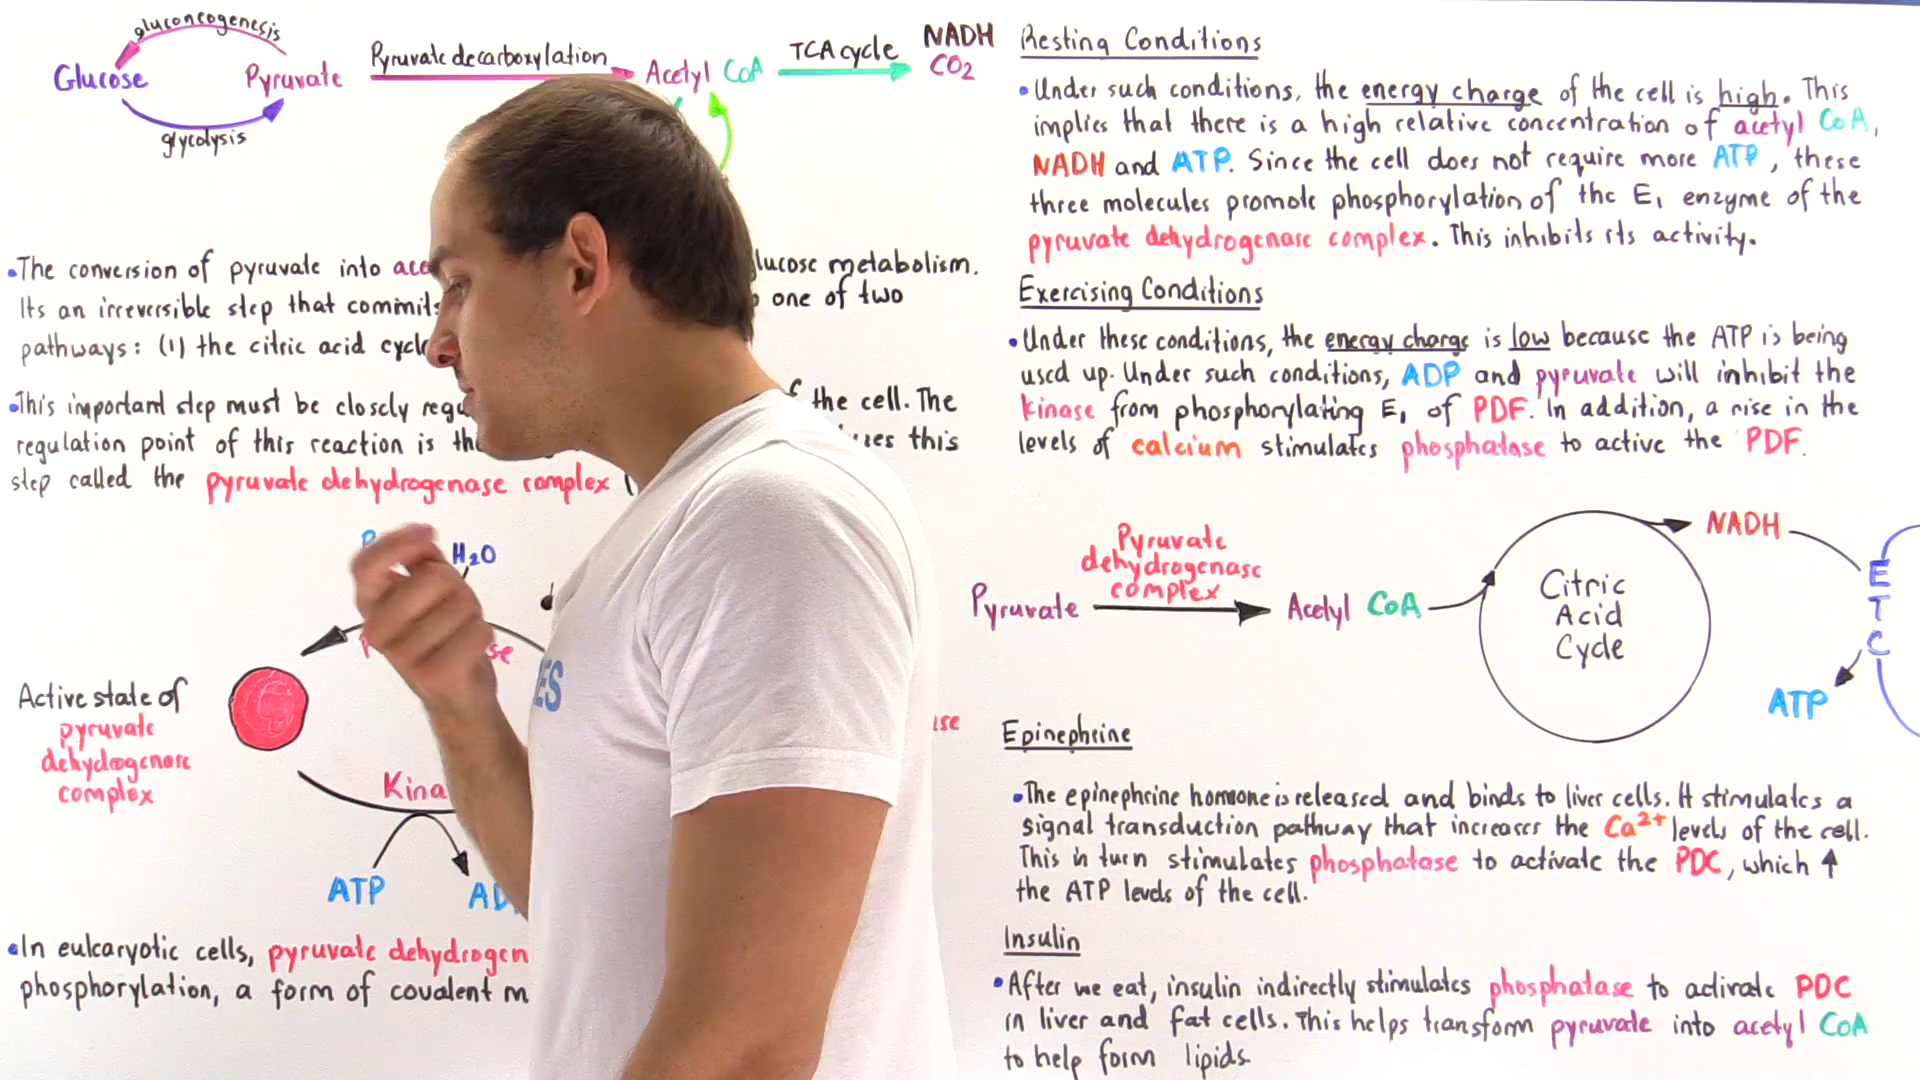 gluconeogenesis
Glucose
Pyruvate
glycolysis
Pyruvate decarboxylation
Acetyl CoA
TCA cycle
NADH
CO2
•The conversion of pyruvate into
lucose metabolism.
Its an irreversible step that commits
one of two
pathways: (1) the citric acid cycle
•This important step must be closely regu
the cell. The
regulation point of this reaction is the
this
step called the pyruvate dehydrogenase complex (
H2O
Active state of
pyruvate
dehydrogenase
complex
Kina
ATP
AD
•In eukaryotic cells, pyruvate dehydrogen
phosphorylation, a form of covalent m
ES
Resting Conditions
•Under such conditions, the energy charge of the cell is high. This
implies that there is a high relative concentration of acetyl CoA,
NADH and ATP. Since the cell does not require more ATP, these
three molecules promote phosphorylation of the E1 enzyme of the
pyruvate dehydrogenase complex. This inhibits its activity.
Exercising Conditions
•Under these conditions, the energy charge is low because the ATP is being
used up. Under such conditions, ADP and pyruvate will inhibit the
kinase from phosphorylating E1 of PDF. In addition, a rise in the
levels of calcium stimulates phosphatase to active the PDF.
Pyruvate
Pyruvate
dehydrogenase
complex
Acetyl CoA
Citric
Acid
Cycle
NADH
ETC
ATP
Epinephrine
•The epinephrine hormone is released and binds to liver cells. It stimulates a
signal transduction pathway that increases the Ca2+ levels of the cell.
This in turn stimulates phosphatase to activate the PDC, which ↑
the ATP levels of the cell.
Insulin
•After we eat, insulin indirectly stimulates phosphatase to activate PDC
in liver and fat cells. This helps transform pyruvate into acetyl CoA
to help form lipids.